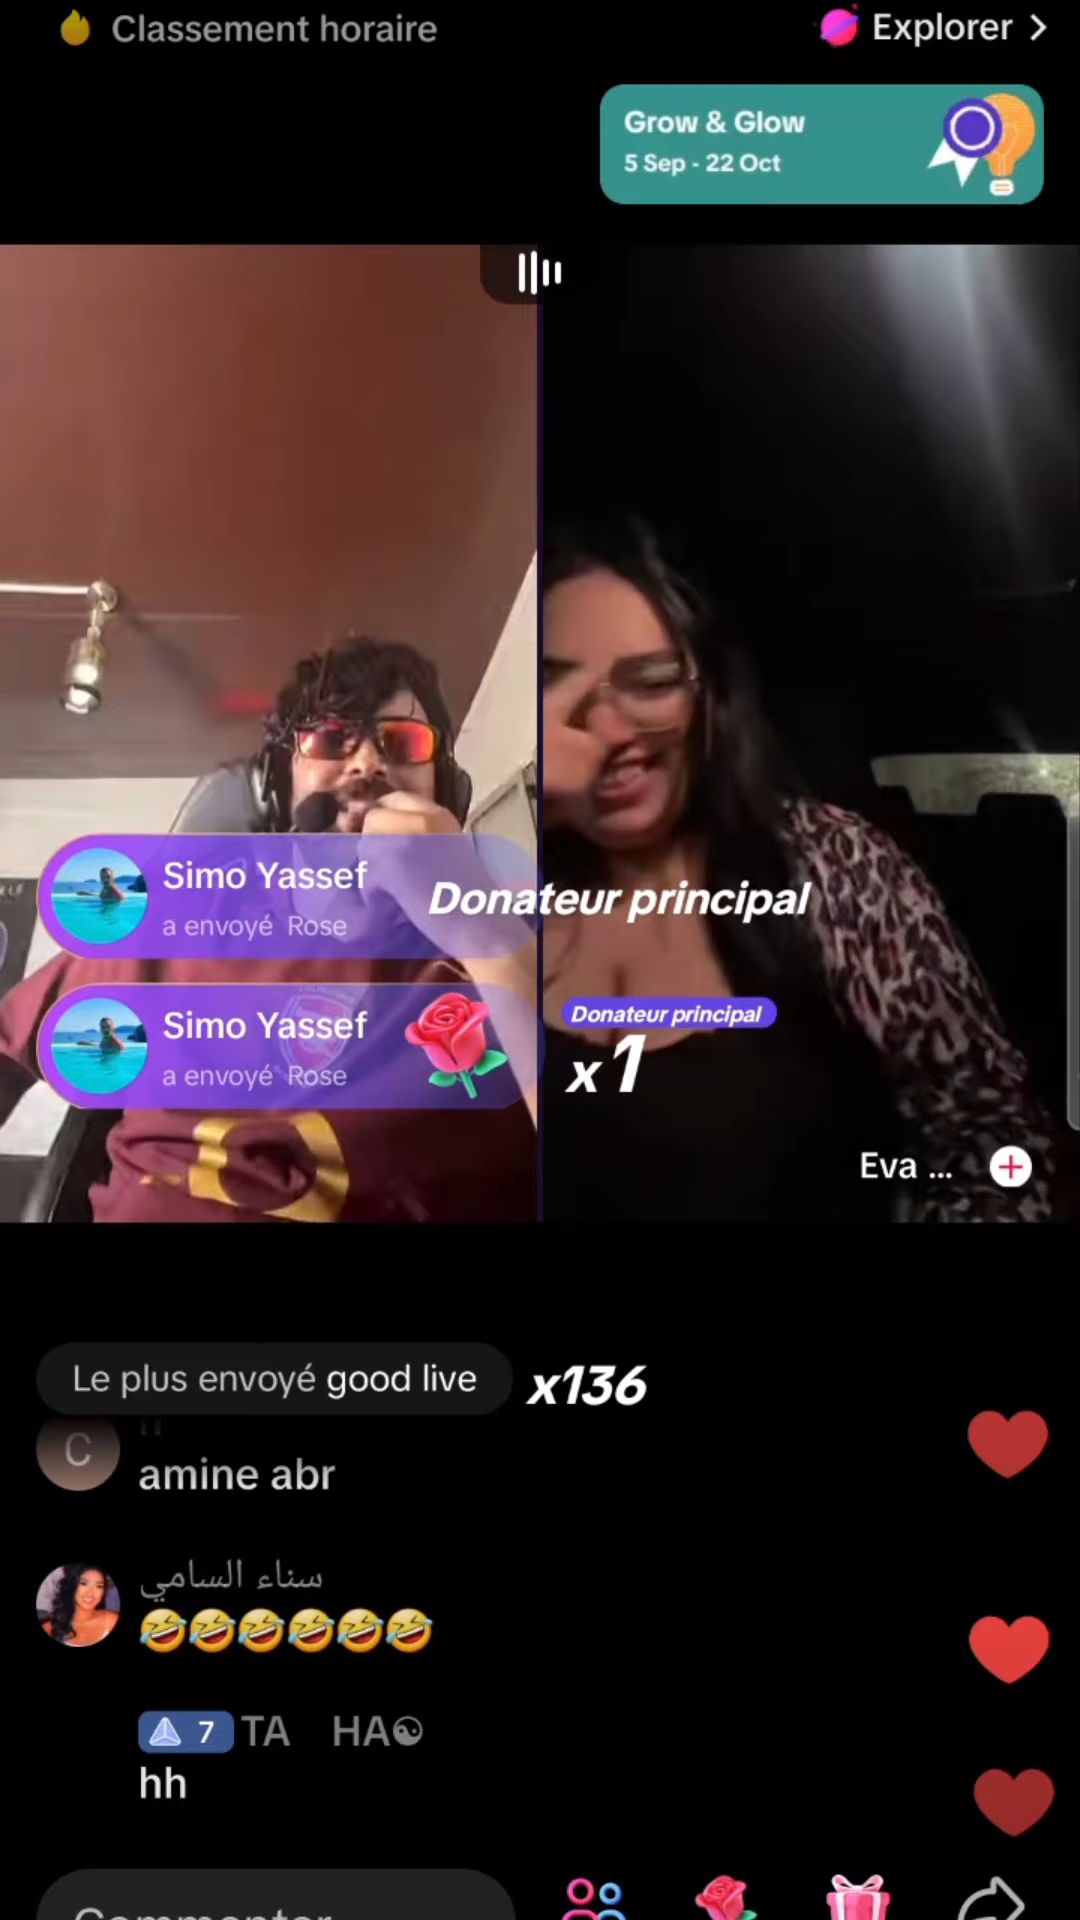 Classement horaire
Explorer
Grow & Glow
5 Sep - 22 Oct
Simo Yassef
a envoyé Rose
Donateur principal
Simo Yassef
a envoyé Rose
Donateur principal
x1
Eva ...
Le plus envoyé good live
x136
C
amine abr
سناء السامي
🤣🤣🤣🤣🤣🤣
7 TA HA☯
hh
Commenter